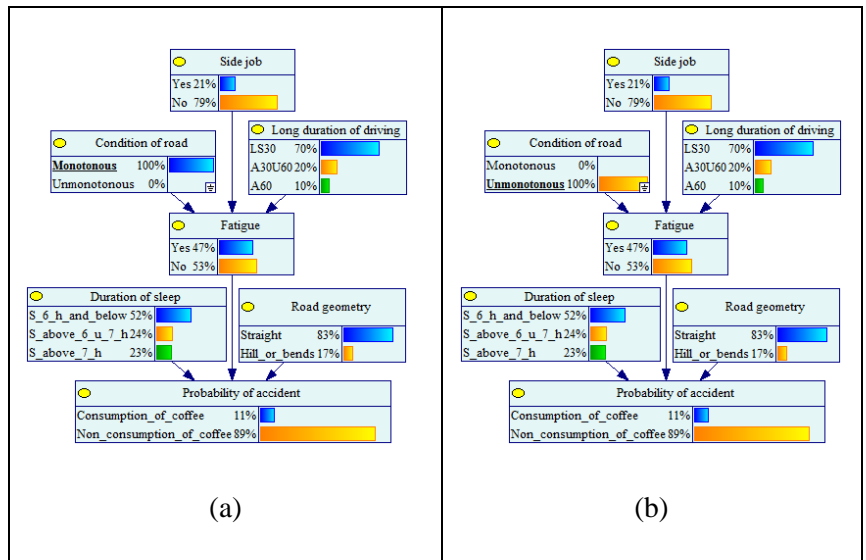 Side job
Yes 21%
No 79%
Condition of road
Monotonous 100%
Unmonotonous 0%
Long duration of driving
LS30 70%
A30U60 20%
A60 10%
Fatigue
Yes 47%
No 53%
Duration of sleep
S_6_h_and_below 52%
S_above_6_u_7_h 24%
S_above_7_h 23%
Road geometry
Straight 83%
Hill_or_bends 17%
Probability of accident
Consumption_of_coffee 11%
Non_consumption_of_coffee 89%
(a)
Side job
Yes 21%
No 79%
Condition of road
Monotonous 0%
Unmonotonous 100%
Long duration of driving
LS30 70%
A30U60 20%
A60 10%
Fatigue
Yes 47%
No 53%
Duration of sleep
S_6_h_and_below 52%
S_above_6_u_7_h 24%
S_above_7_h 23%
Road geometry
Straight 83%
Hill_or_bends 17%
Probability of accident
Consumption_of_coffee 11%
Non_consumption_of_coffee 89%
(b)